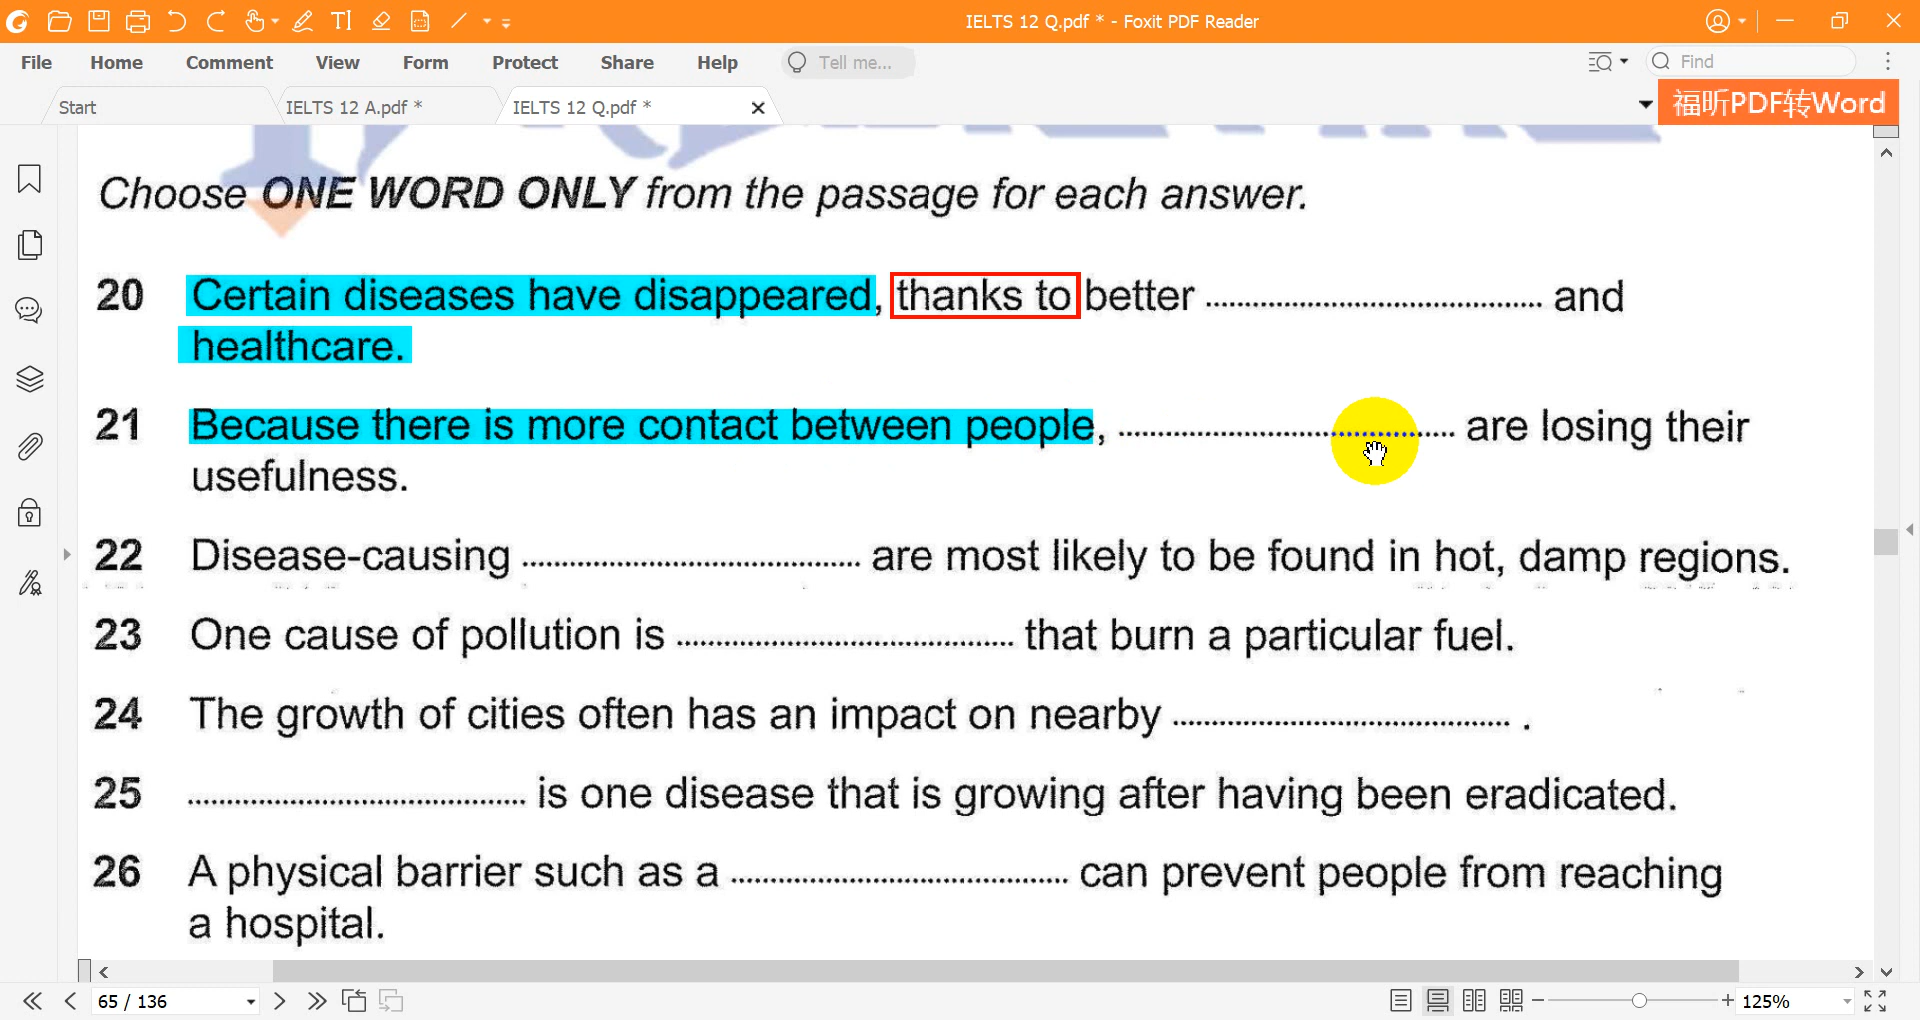 IELTS 12 Q.pdf * - Foxit PDF Reader
File Home Comment View Form Protect Share Help Tell me... Find
Start IELTS 12 A.pdf * IELTS 12 Q.pdf * 福昕PDF转Word
Choose ONE WORD ONLY from the passage for each answer.
20 Certain diseases have disappeared, thanks to better ........................................ and
healthcare.
21 Because there is more contact between people, ........................................ are losing their
usefulness.
22 Disease-causing ........................................ are most likely to be found in hot, damp regions.
23 One cause of pollution is ........................................ that burn a particular fuel.
24 The growth of cities often has an impact on nearby ........................................ .
25 ........................................ is one disease that is growing after having been eradicated.
26 A physical barrier such as a ........................................ can prevent people from reaching
a hospital.
65 / 136 125%